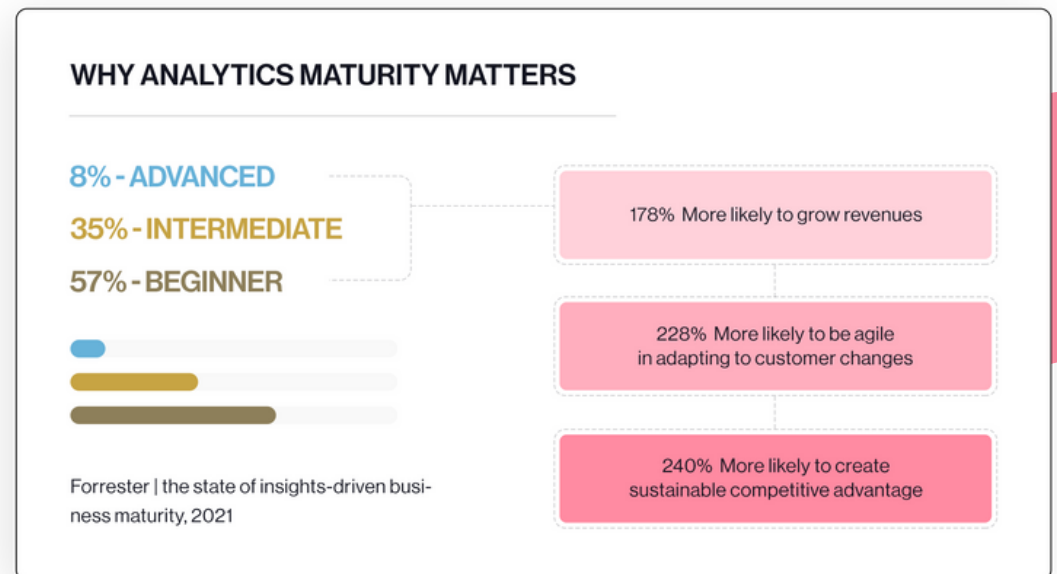 WHY ANALYTICS MATURITY MATTERS
8% - ADVANCED
35% - INTERMEDIATE
57% - BEGINNER
Forrester | the state of insights-driven busi-
ness maturity, 2021
178% More likely to grow revenues
228% More likely to be agile
in adapting to customer changes
240% More likely to create
sustainable competitive advantage